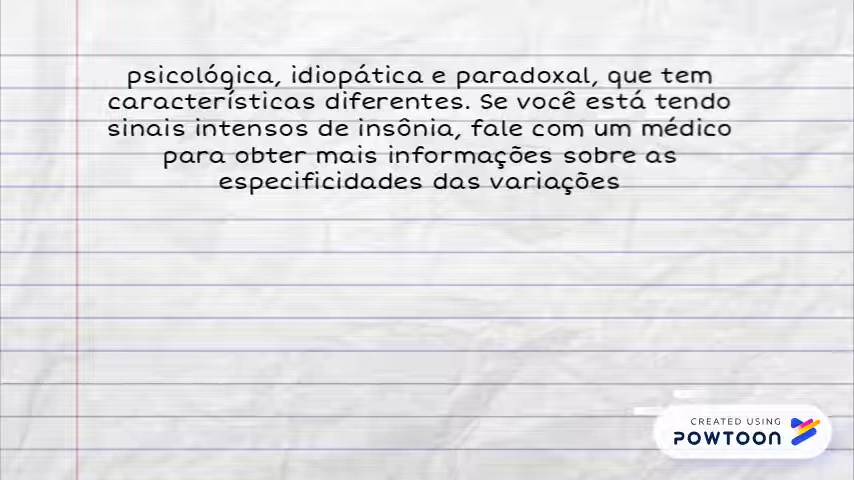 psicológica, idiopática e paradoxal, que tem
características diferentes. Se você está tendo
sinais intensos de insônia, fale com um médico
para obter mais informações sobre as
especificidades das variações
CREATED USING
POWTOON